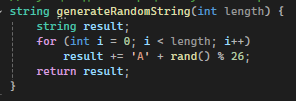 string generateRandomString(int length) {
string result;
for (int i = 0; i < length; i++)
result += 'A' + rand() % 26;
return result;
}